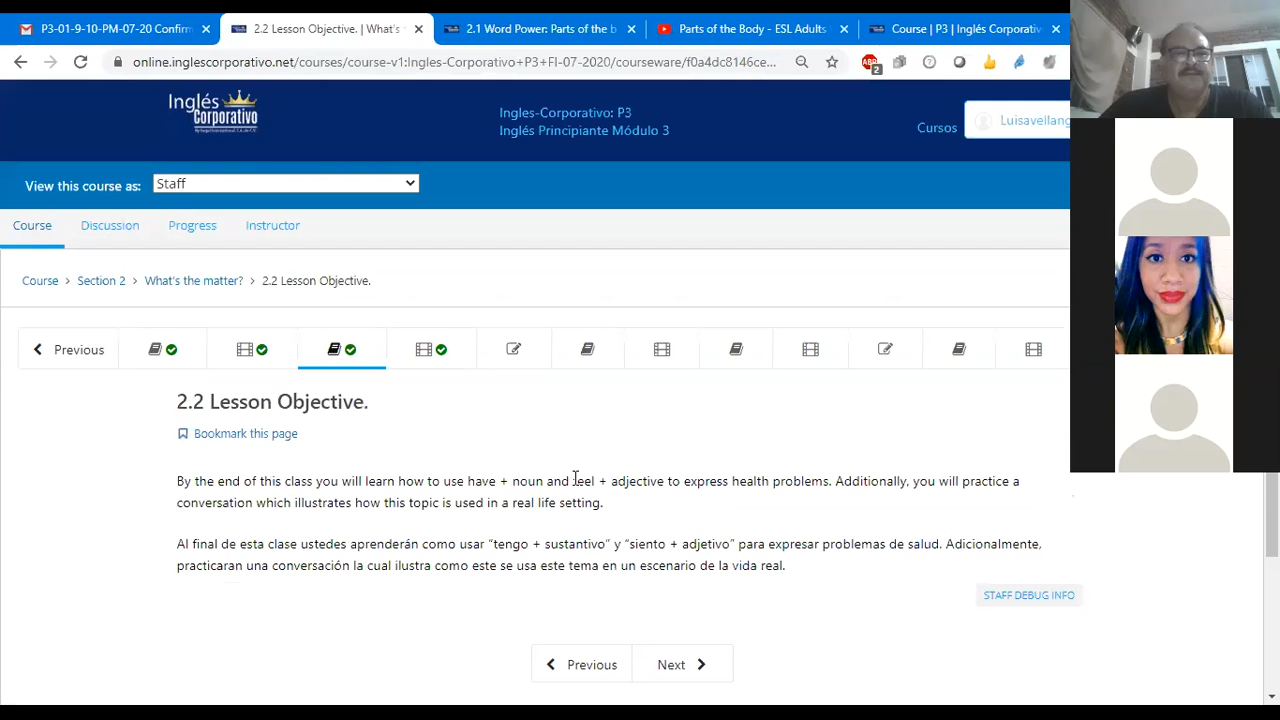 P3-01-9-10-PM-07-20 Confirm
2.2 Lesson Objective. | What's
2.1 Word Power: Parts of the b
Parts of the Body - ESL Adults
Course | P3 | Inglés Corporativ
online.inglescorporativo.net/courses/course-v1:Ingles-Corporativo+P3+FI-07-2020/courseware/f0a4dc8146ce...
ABP
2
Inglés
Corporativo
Ingles-Corporativo: P3
Inglés Principiante Módulo 3
Cursos
Luisavellang
View this course as:
Staff
Course
Discussion
Progress
Instructor
Course > Section 2 > What's the matter? > 2.2 Lesson Objective.
Previous
2.2 Lesson Objective.
Bookmark this page
By the end of this class you will learn how to use have + noun and feel + adjective to express health problems. Additionally, you will practice a
conversation which illustrates how this topic is used in a real life setting.
Al final de esta clase ustedes aprenderán como usar “tengo + sustantivo” y “siento + adjetivo” para expresar problemas de salud. Adicionalmente,
practicaran una conversación la cual ilustra como este se usa este tema en un escenario de la vida real.
STAFF DEBUG INFO
Previous
Next